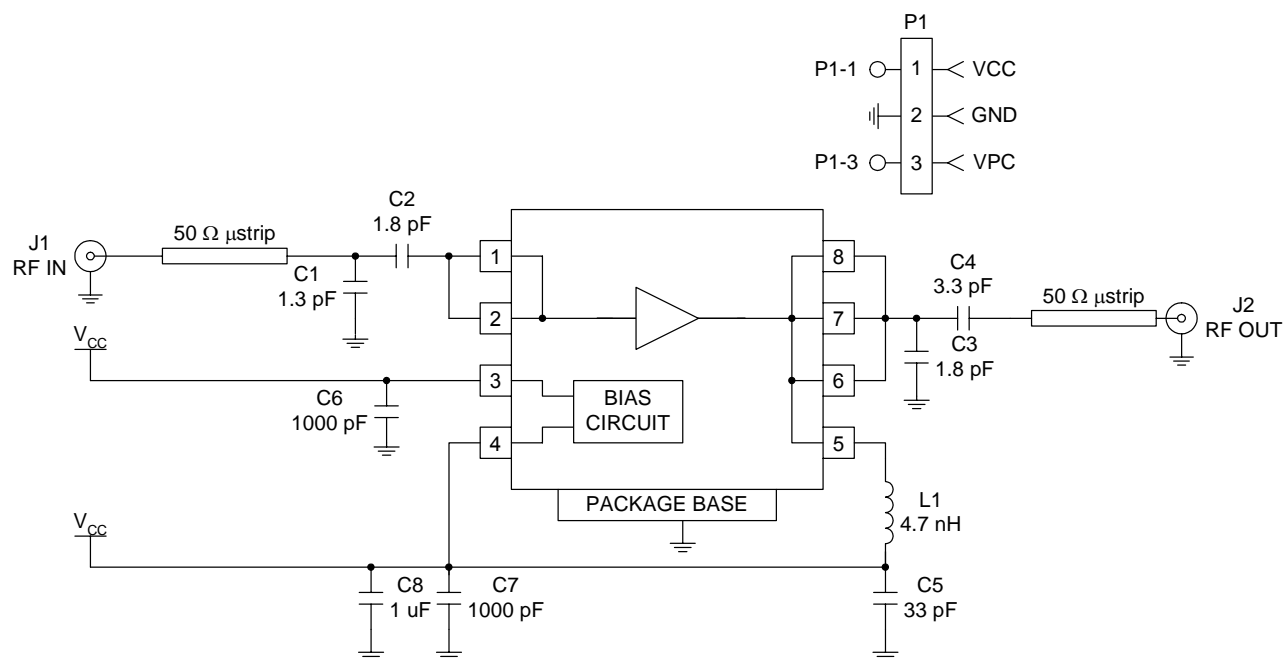 P1
P1-1
1
VCC
2
GND
P1-3
3
VPC
J1
RF IN
50 Ω µstrip
C1
1.3 pF
C2
1.8 pF
1
2
3
4
8
7
6
5
BIAS
CIRCUIT
PACKAGE BASE
C4
3.3 pF
C3
1.8 pF
50 Ω µstrip
J2
RF OUT
VCC
C6
1000 pF
L1
4.7 nH
VCC
C8
1 uF
C7
1000 pF
C5
33 pF